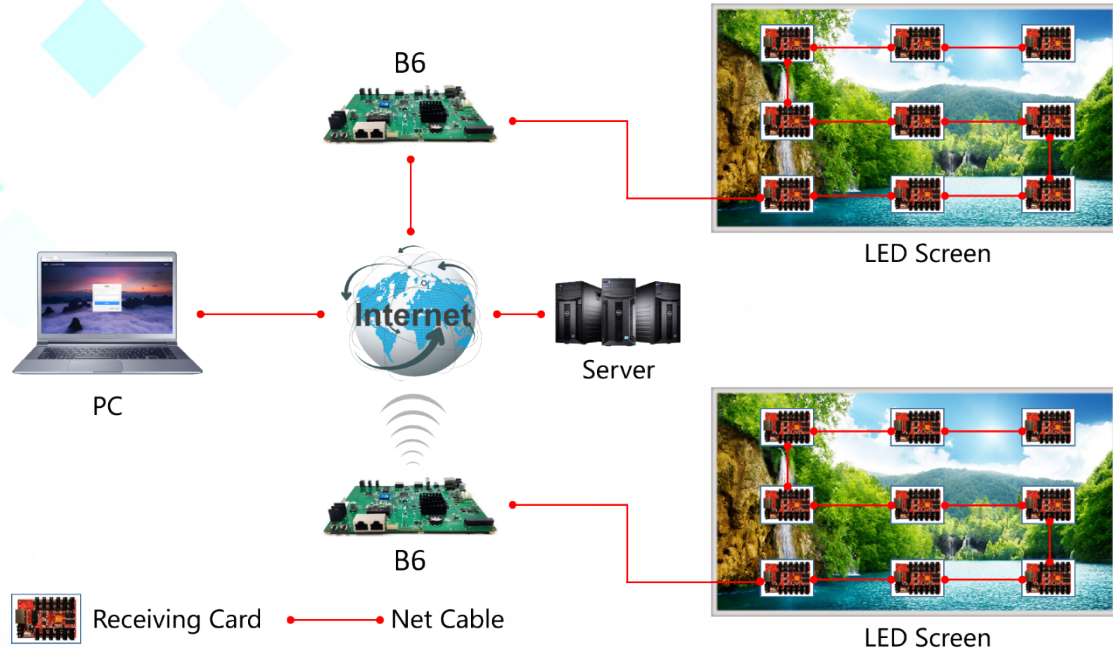 B6
LED Screen
Internet
Server
PC
B6
Receiving Card
Net Cable
LED Screen